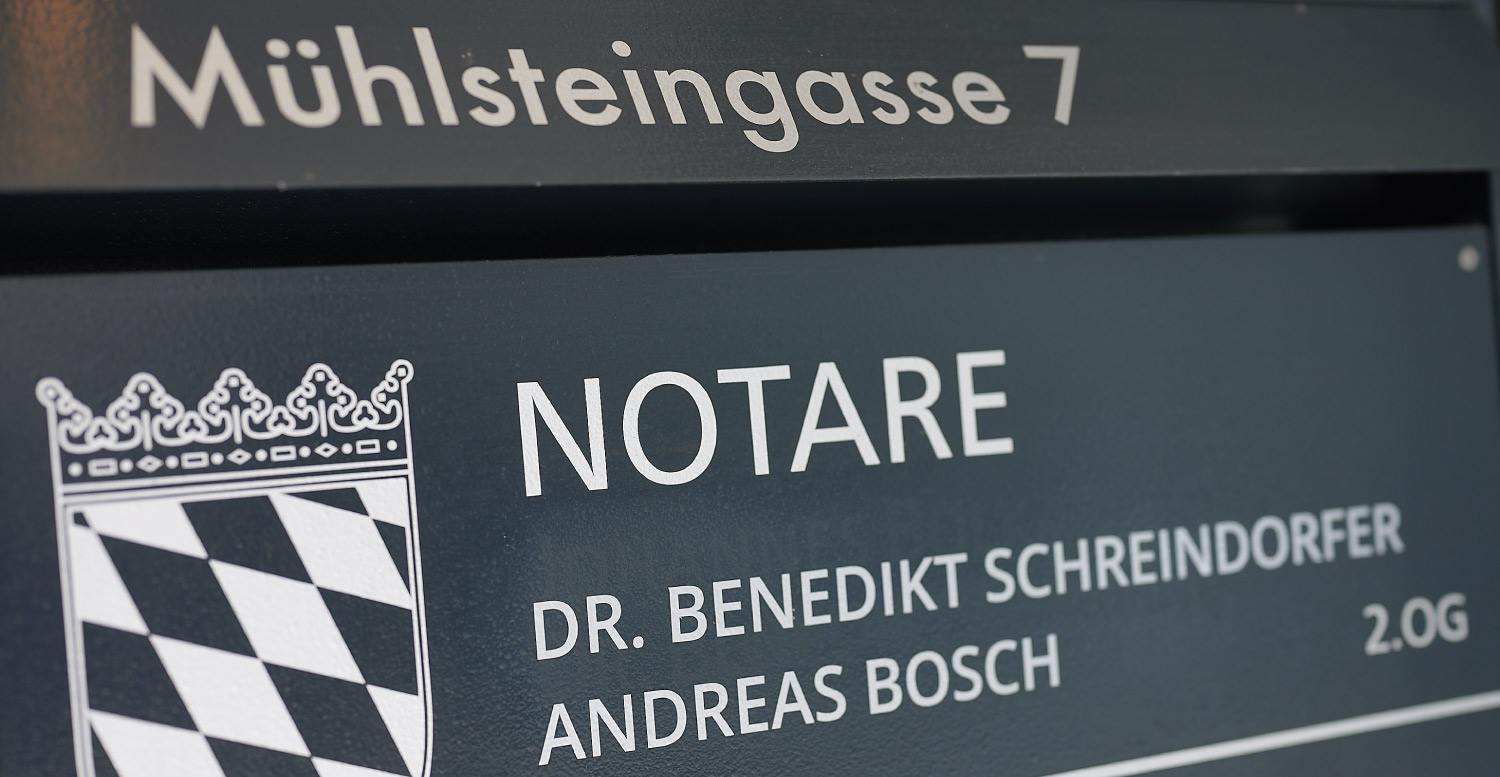 Mühlsteingasse 7
NOTARE
DR. BENEDIKT SCHREINDORFER
ANDREAS BOSCH
2.OG